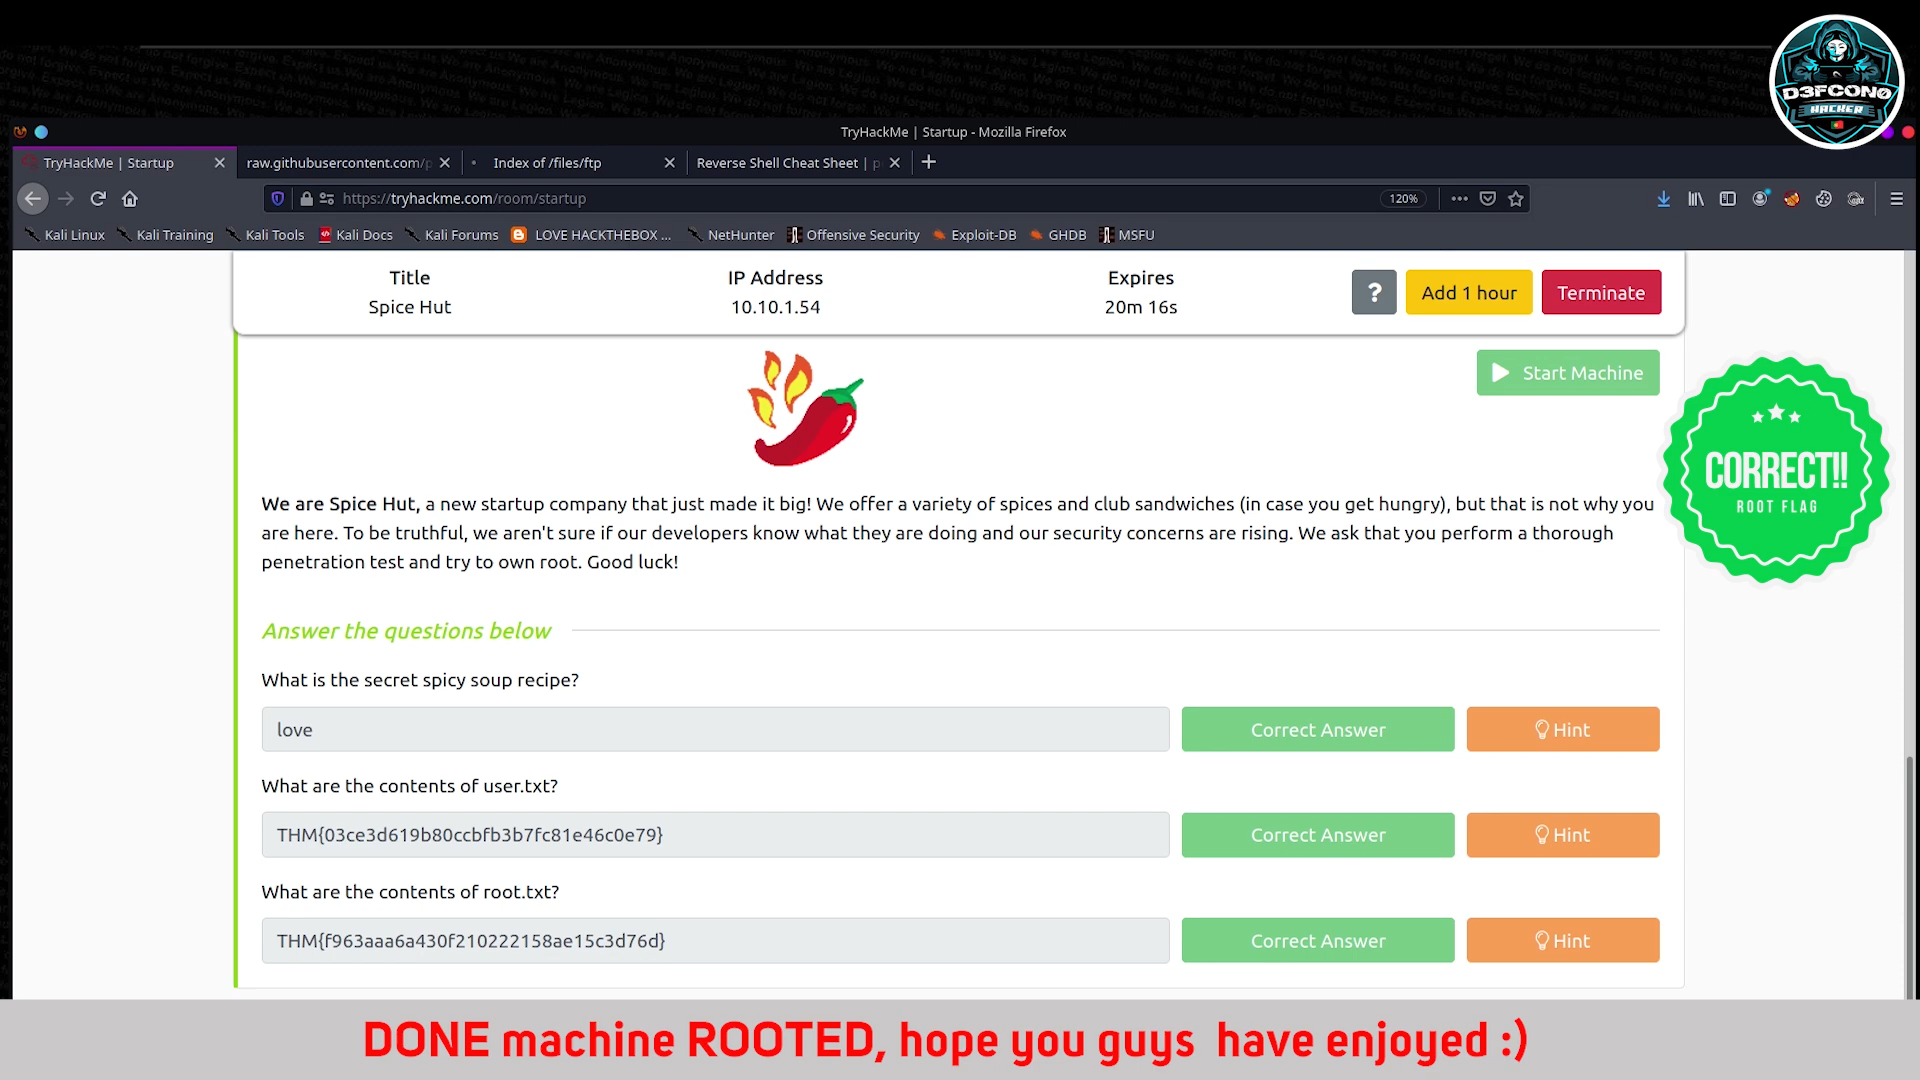 D3FCON0
HACKER
TryHackMe | Startup - Mozilla Firefox
TryHackMe | Startup
raw.githubusercontent.com/p
Index of /files/ftp
Reverse Shell Cheat Sheet | p
https://tryhackme.com/room/startup
120%
Kali Linux
Kali Training
Kali Tools
Kali Docs
Kali Forums
LOVE HACKTHEBOX ...
NetHunter
Offensive Security
Exploit-DB
GHDB
MSFU
Title
IP Address
Expires
Spice Hut
10.10.1.54
20m 16s
?
Add 1 hour
Terminate
Start Machine
CORRECT!!
ROOT FLAG
We are Spice Hut, a new startup company that just made it big! We offer a variety of spices and club sandwiches (in case you get hungry), but that is not why you
are here. To be truthful, we aren't sure if our developers know what they are doing and our security concerns are rising. We ask that you perform a thorough
penetration test and try to own root. Good luck!
Answer the questions below
What is the secret spicy soup recipe?
love
Correct Answer
Hint
What are the contents of user.txt?
THM{03ce3d619b80ccbfb3b7fc81e46c0e79}
Correct Answer
Hint
What are the contents of root.txt?
THM{f963aaa6a430f210222158ae15c3d76d}
Correct Answer
Hint
DONE machine ROOTED, hope you guys have enjoyed :)